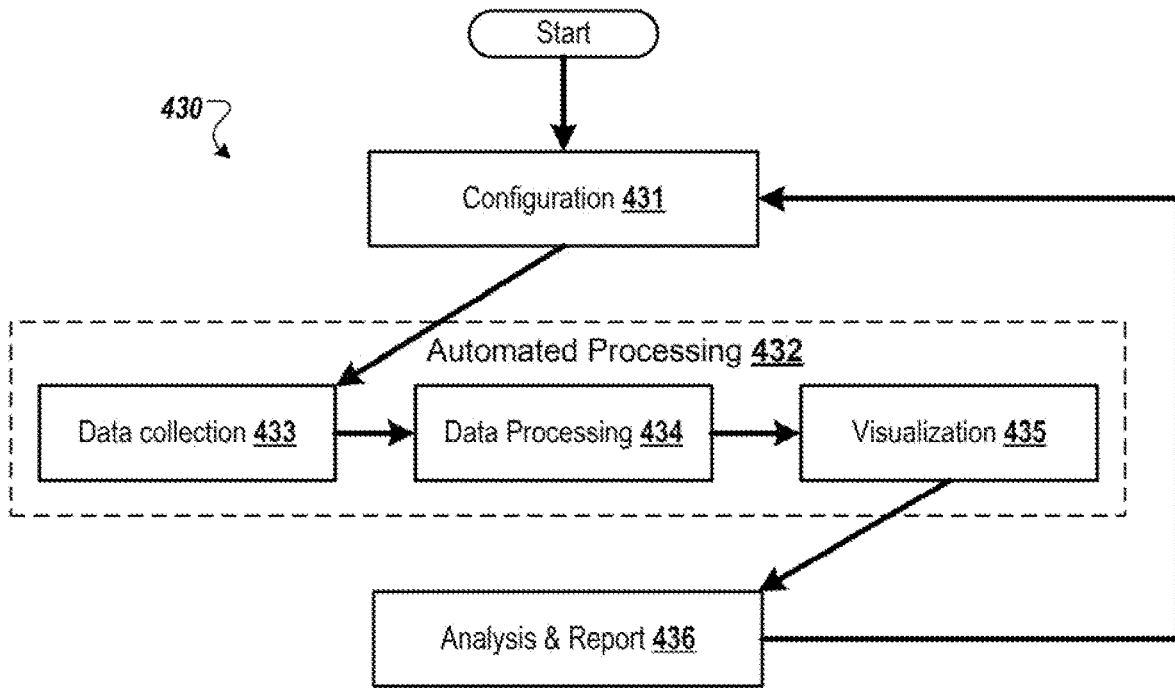 Start
430
Configuration 431
Automated Processing 432
Data collection 433
Data Processing 434
Visualization 435
Analysis & Report 436